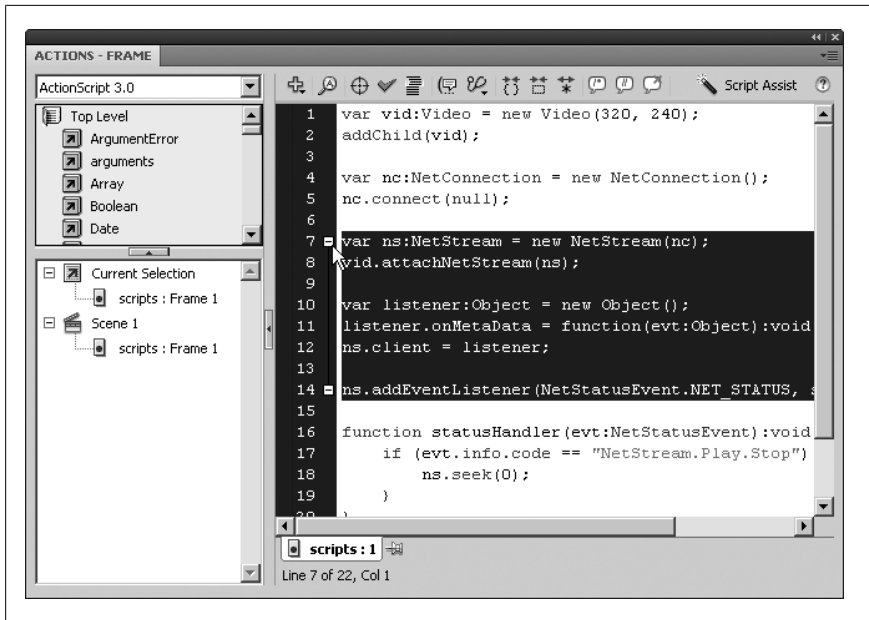 ACTIONS - FRAME
ActionScript 3.0
Script Assist
Top Level
ArgumentError
arguments
Array
Boolean
Date
Current Selection
scripts : Frame 1
Scene 1
scripts : Frame 1
1 var vid:Video = new Video(320, 240);
2 addChild(vid);
3
4 var nc:NetConnection = new NetConnection();
5 nc.connect(null);
6
7 var ns:NetStream = new NetStream(nc);
8 vid.attachNetStream(ns);
9
10 var listener:Object = new Object();
11 listener.onMetaData = function(evt:Object):void
12 ns.client = listener;
13
14 ns.addEventListener(NetStatusEvent.NET_STATUS,
15
16 function statusHandler(evt:NetStatusEvent):void
17 if (evt.info.code == "NetStream.Play.Stop")
18 ns.seek(0);
19 }
scripts : 1
Line 7 of 22, Col 1